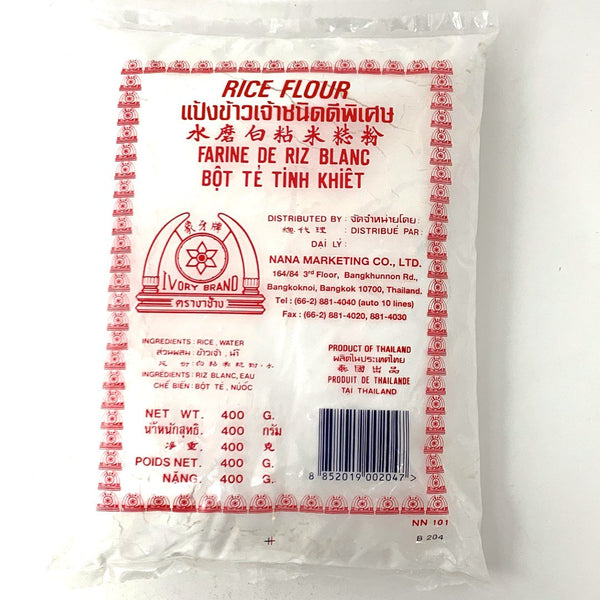 RICE FLOUR
แป้งข้าวเจ้าชนิดดีพิเศษ
水磨白粘米粉
FARINE DE RIZ BLANC
BỘT TẺ TINH KHIẾT
DISTRIBUTED BY : จัดจำหน่ายโดย:
總代理 : DISTRIBUÉ PAR:
DẠI LÝ :
NANA MARKETING CO., LTD.
164/84 3rd Floor, Bangkhunnon Rd.,
Bangkoknoi, Bangkok 10700, Thailand.
Tel : (66-2) 881-4040 (auto 10 lines)
Fax : (66-2) 881-4020, 881-4030
象牙牌
IVORY BRAND
ตรางาช้าง
INGREDIENTS: RICE, WATER
ส่วนผสม: ข้าวเจ้า, น้ำ
INGREDIENTS: RIZ BLANC, EAU
CHẾ BIẾN: BỘT TẺ, NƯỚC
PRODUCT OF THAILAND
ผลิตในประเทศไทย
泰國出品
PRODUIT DE THAILANDE
TẠI THAILAND
NET WT. 400 G.
น้ำหนักสุทธิ. 400 กรัม
淨重. 400 克
POIDS NET. 400 G.
NẶNG. 400 G.
8 852019 002047 >
NN 101
B 204